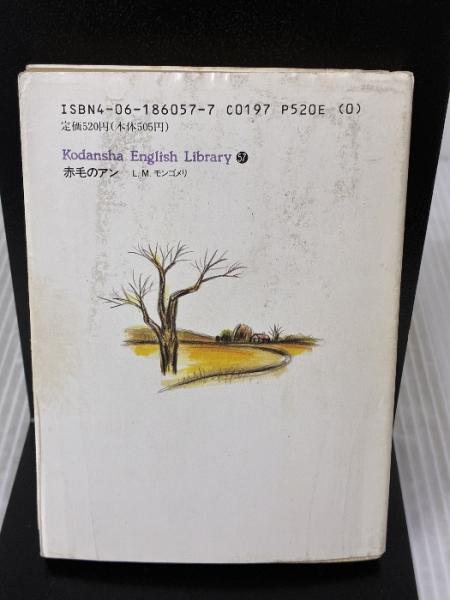 ISBN4-06-186057-7 C0197 P520E (0)
定価520円(本体505円)
Kodansha English Library 57
赤毛のアン L. M. モンゴメリ